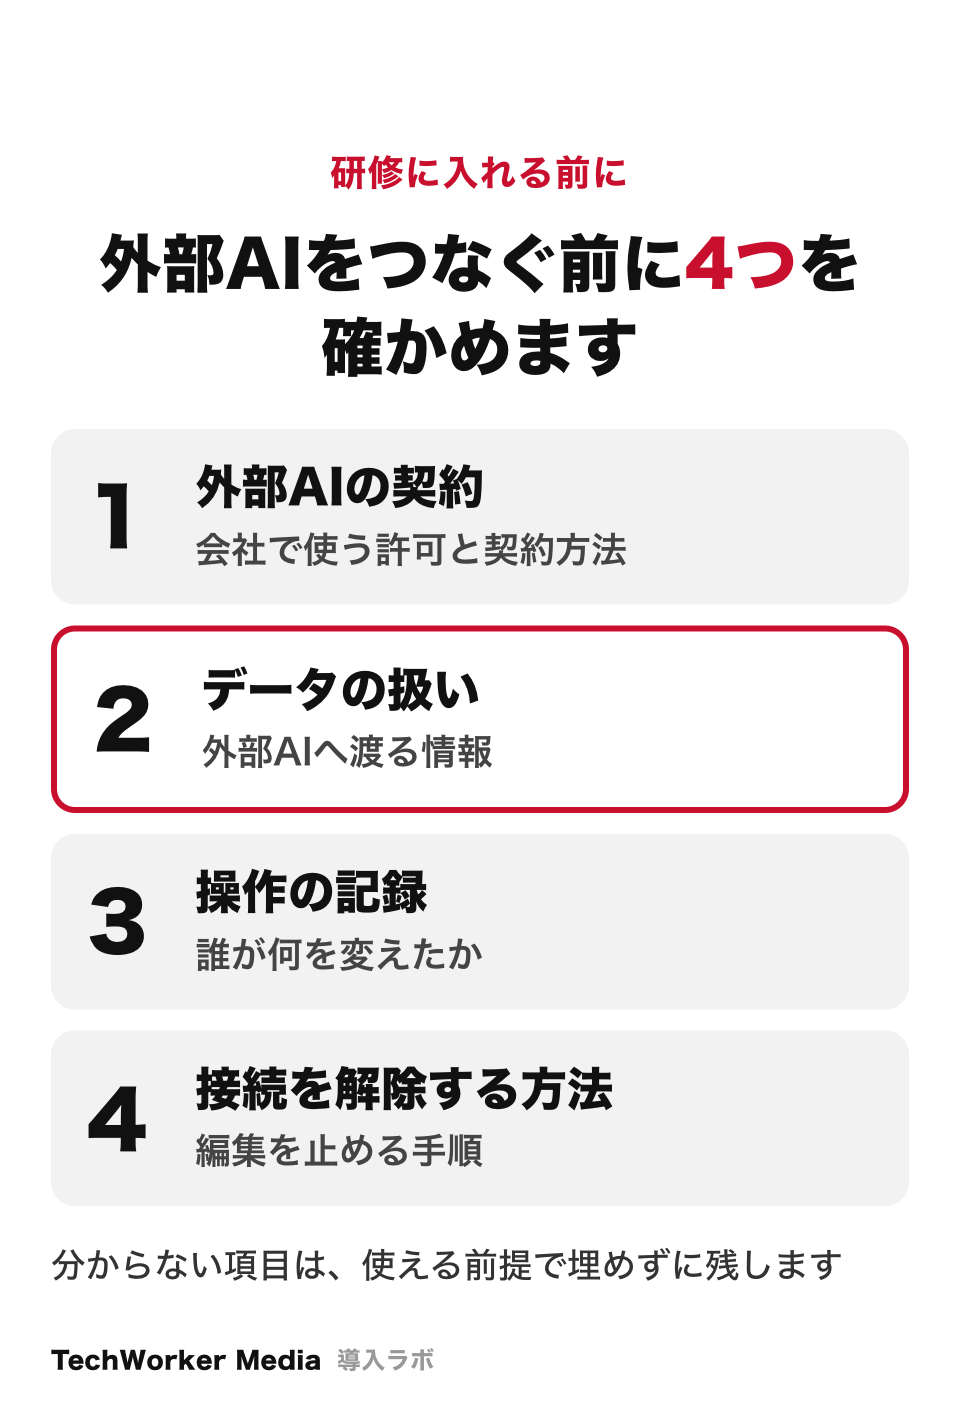 研修に入れる前に
外部AIをつなぐ前に4つを
確かめます
1
外部AIの契約
会社で使う許可と契約方法
2
データの扱い
外部AIへ渡る情報
3
操作の記録
誰が何を変えたか
4
接続を解除する方法
編集を止める手順
分からない項目は、使える前提で埋めずに残します
TechWorker Media 導入ラボ